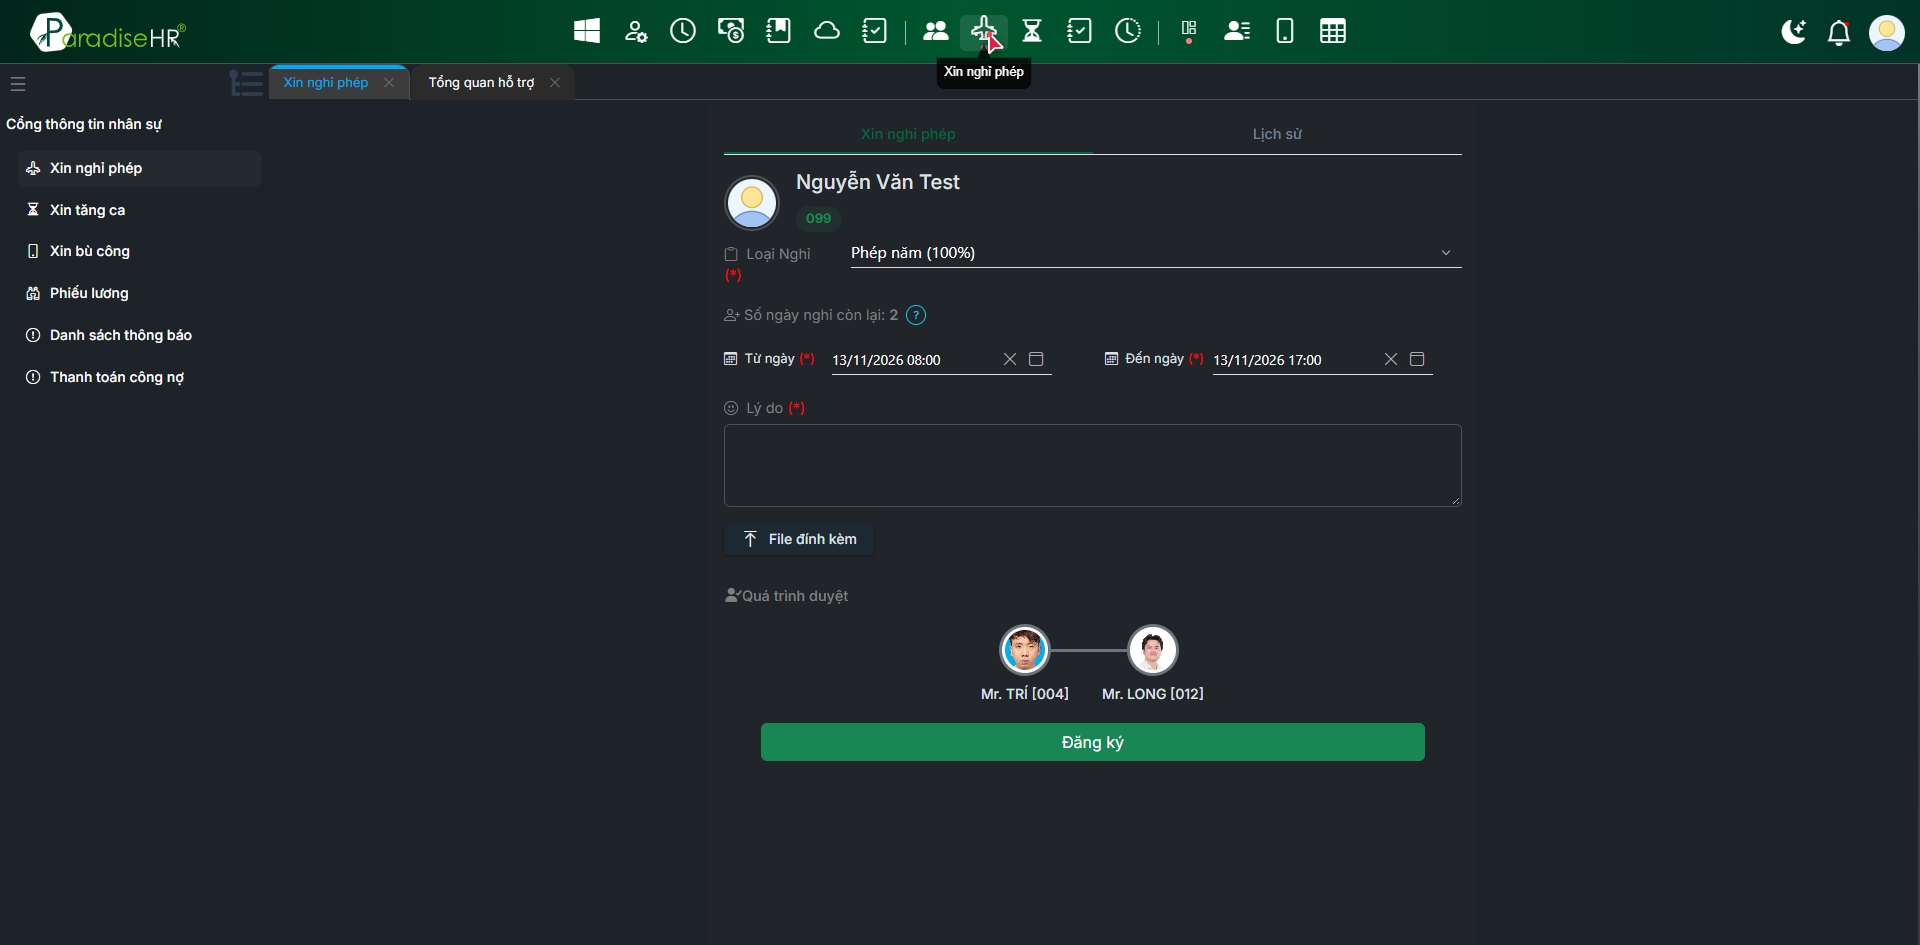 ParadiseHR®
Xin nghỉ phép
Xin nghỉ phép
Tổng quan hỗ trợ
Cổng thông tin nhân sự
Xin nghỉ phép
Xin tăng ca
Xin bù công
Phiếu lương
Danh sách thông báo
Thanh toán công nợ
Xin nghỉ phép
Lịch sử
Nguyễn Văn Test
099
Loại Nghỉ (*)
Phép năm (100%)
Số ngày nghỉ còn lại: 2 ?
Từ ngày (*) 13/11/2026 08:00
Đến ngày (*) 13/11/2026 17:00
Lý do (*)
File đính kèm
Quá trình duyệt
Mr. TRÍ [004]
Mr. LONG [012]
Đăng ký